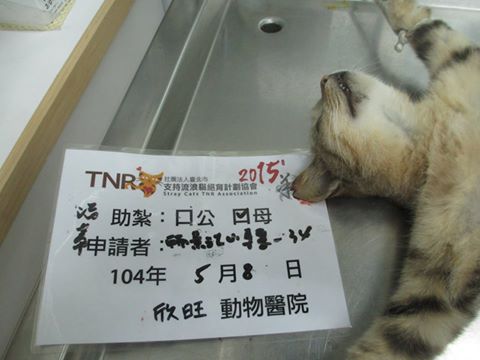 TNR 社團法人臺北市 2015
支持流浪貓絕育計劃協會
Stray Cats TNR Association
助紮：口公 口母
申請者：
104年 5月8日
欣旺 動物醫院